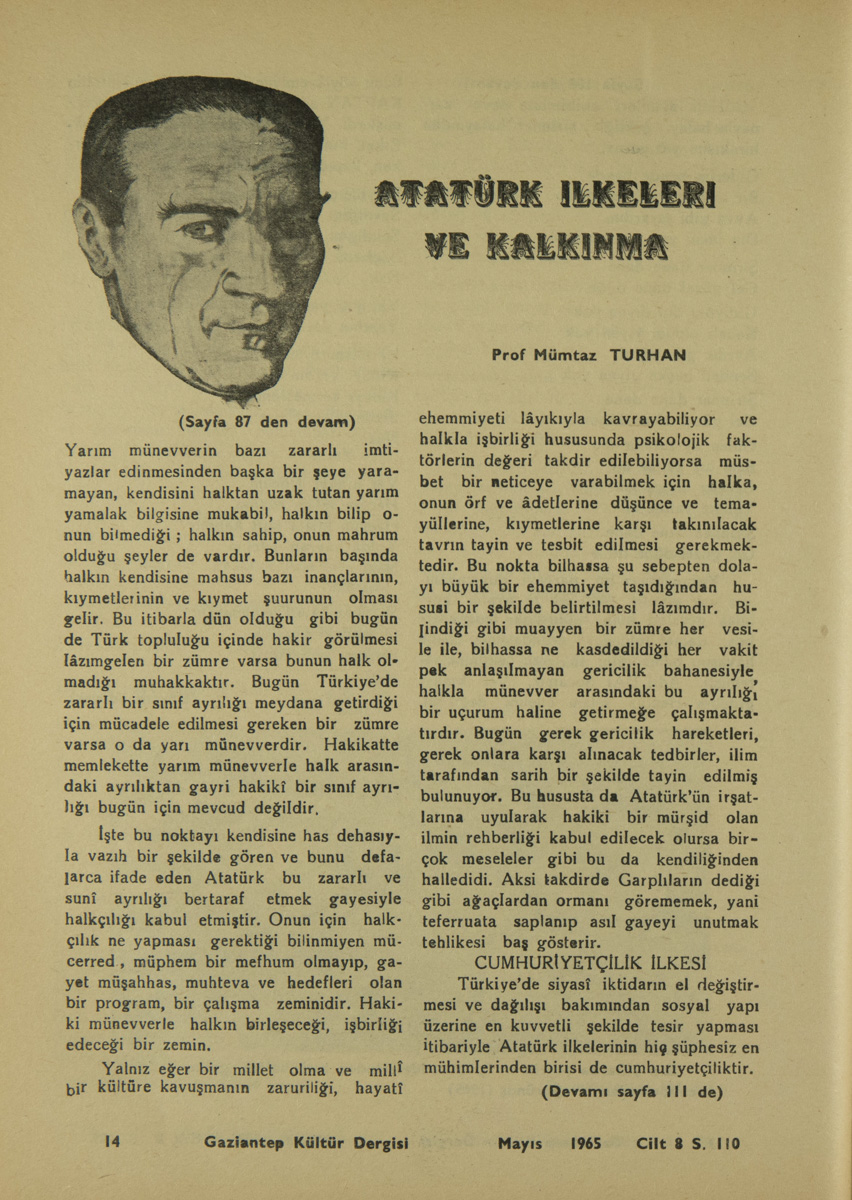 ATATÜRK ILKELERI
VE KALKINMA
Prof Mümtaz TURHAN
(Sayfa 87 den devam)
Yarım münevverin bazı zararlı imti-
yazlar edinmesinden başka bir şeye yara-
mayan, kendisini halktan uzak tutan yarım
yamalak bilgisine mukabil, halkın bilip o-
nun bilmediği ; halkın sahip, onun mahrum
olduğu şeyler de vardır. Bunların başında
halkın kendisine mahsus bazı inançlarının,
kıymetlerinin ve kıymet şuurunun olması
gelir. Bu itibarla dün olduğu gibi bugün
de Türk topluluğu içinde hakir görülmesi
lâzımgelen bir zümre varsa bunun halk ol-
madığı muhakkaktır. Bugün Türkiye’de
zararlı bir sınıf ayrılığı meydana getirdiği
için mücadele edilmesi gereken bir zümre
varsa o da yarı münevverdir. Hakikatte
memlekette yarım münevverle halk arasın-
daki ayrılıktan gayri hakikî bir sınıf ayrı-
lığı bugün için mevcud değildir.
İşte bu noktayı kendisine has dehasıy-
la vazıh bir şekilde gören ve bunu defa-
larca ifade eden Atatürk bu zararlı ve
sunî ayrılığı bertaraf etmek gayesiyle
halkçılığı kabul etmiştir. Onun için halk-
çılık ne yapması gerektiği bilinmiyen mü-
cerred , müphem bir mefhum olmayıp, ga-
yet müşahhas, muhteva ve hedefleri olan
bir program, bir çalışma zeminidir. Haki-
ki münevverle halkın birleşeceği, işbirliği
edeceği bir zemin.
Yalnız eğer bir millet olma ve millî
bir kültüre kavuşmanın zaruriliği, hayatî
ehemmiyeti lâyıkıyla kavrayabiliyor ve
halkla işbirliği hususunda psikolojik fak-
törlerin değeri takdir edilebiliyorsa müs-
bet bir neticeye varabilmek için halka,
onun örf ve âdetlerine düşünce ve tema-
yüllerine, kıymetlerine karşı takınılacak
tavrın tayin ve tesbit edilmesi gerekmek-
tedir. Bu nokta bilhassa şu sebepten dola-
yı büyük bir ehemmiyet taşıdığından hu-
susi bir şekilde belirtilmesi lâzımdır. Bi-
lindiği gibi muayyen bir zümre her vesi-
le ile, bilhassa ne kasdedildiği her vakit
pek anlaşılmayan gericilik bahanesiyle,
halkla münevver arasındaki bu ayrılığı
bir uçurum haline getirmeğe çalışmakta-
tırdır. Bugün gerek gericilik hareketleri,
gerek onlara karşı alınacak tedbirler, ilim
tarafından sarih bir şekilde tayin edilmiş
bulunuyor. Bu hususta da Atatürk’ün irşat-
larına uyularak hakiki bir mürşid olan
ilmin rehberliği kabul edilecek olursa bir-
çok meseleler gibi bu da kendiliğinden
halledidi. Aksi takdirde Garplıların dediği
gibi ağaçlardan ormanı görememek, yani
teferruata saplanıp asıl gayeyi unutmak
tehlikesi baş gösterir.
CUMHURİYETÇİLİK İLKESİ
Türkiye’de siyasî iktidarın el değiştir-
mesi ve dağılışı bakımından sosyal yapı
üzerine en kuvvetli şekilde tesir yapması
itibariyle Atatürk ilkelerinin hiç şüphesiz en
mühimlerinden birisi de cumhuriyetçiliktir.
(Devamı sayfa 111 de)
14 Gaziantep Kültür Dergisi Mayıs 1965 Cilt 8 S. 110